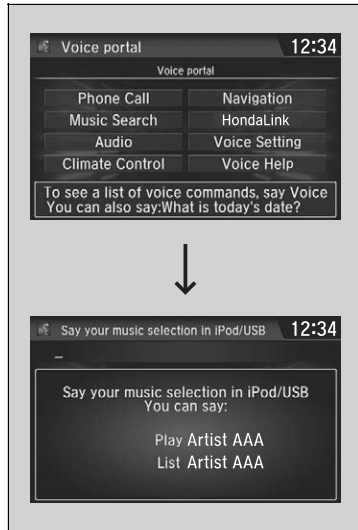 Voice portal 12:34
Voice portal
Phone Call Navigation
Music Search HondaLink
Audio Voice Setting
Climate Control Voice Help
To see a list of voice commands, say Voice
You can also say:What is today's date?
Say your music selection in iPod/USB 12:34
Say your music selection in iPod/USB
You can say:
Play Artist AAA
List Artist AAA